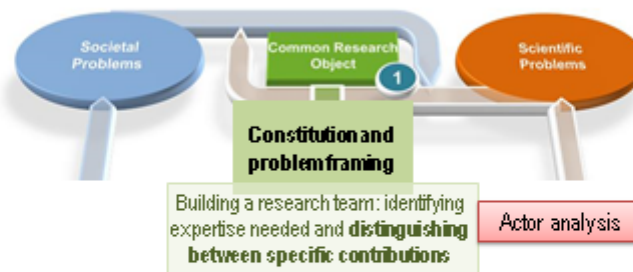 Societal
Problems
Common Research
Object
1
Scientific
Problems
Constitution and
problem framing
Building a research team: identifying
expertise needed and distinguishing
between specific contributions
Actor analysis